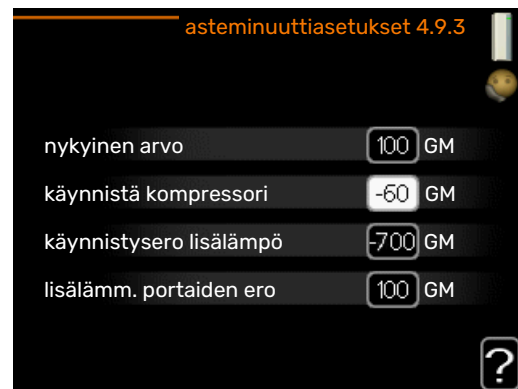 asteminuuttiasetukset 4.9.3
nykyinen arvo 100 GM
käynnistä kompressori -60 GM
käynnistysero lisälämpö -700 GM
lisälämm. portaiden ero 100 GM
?